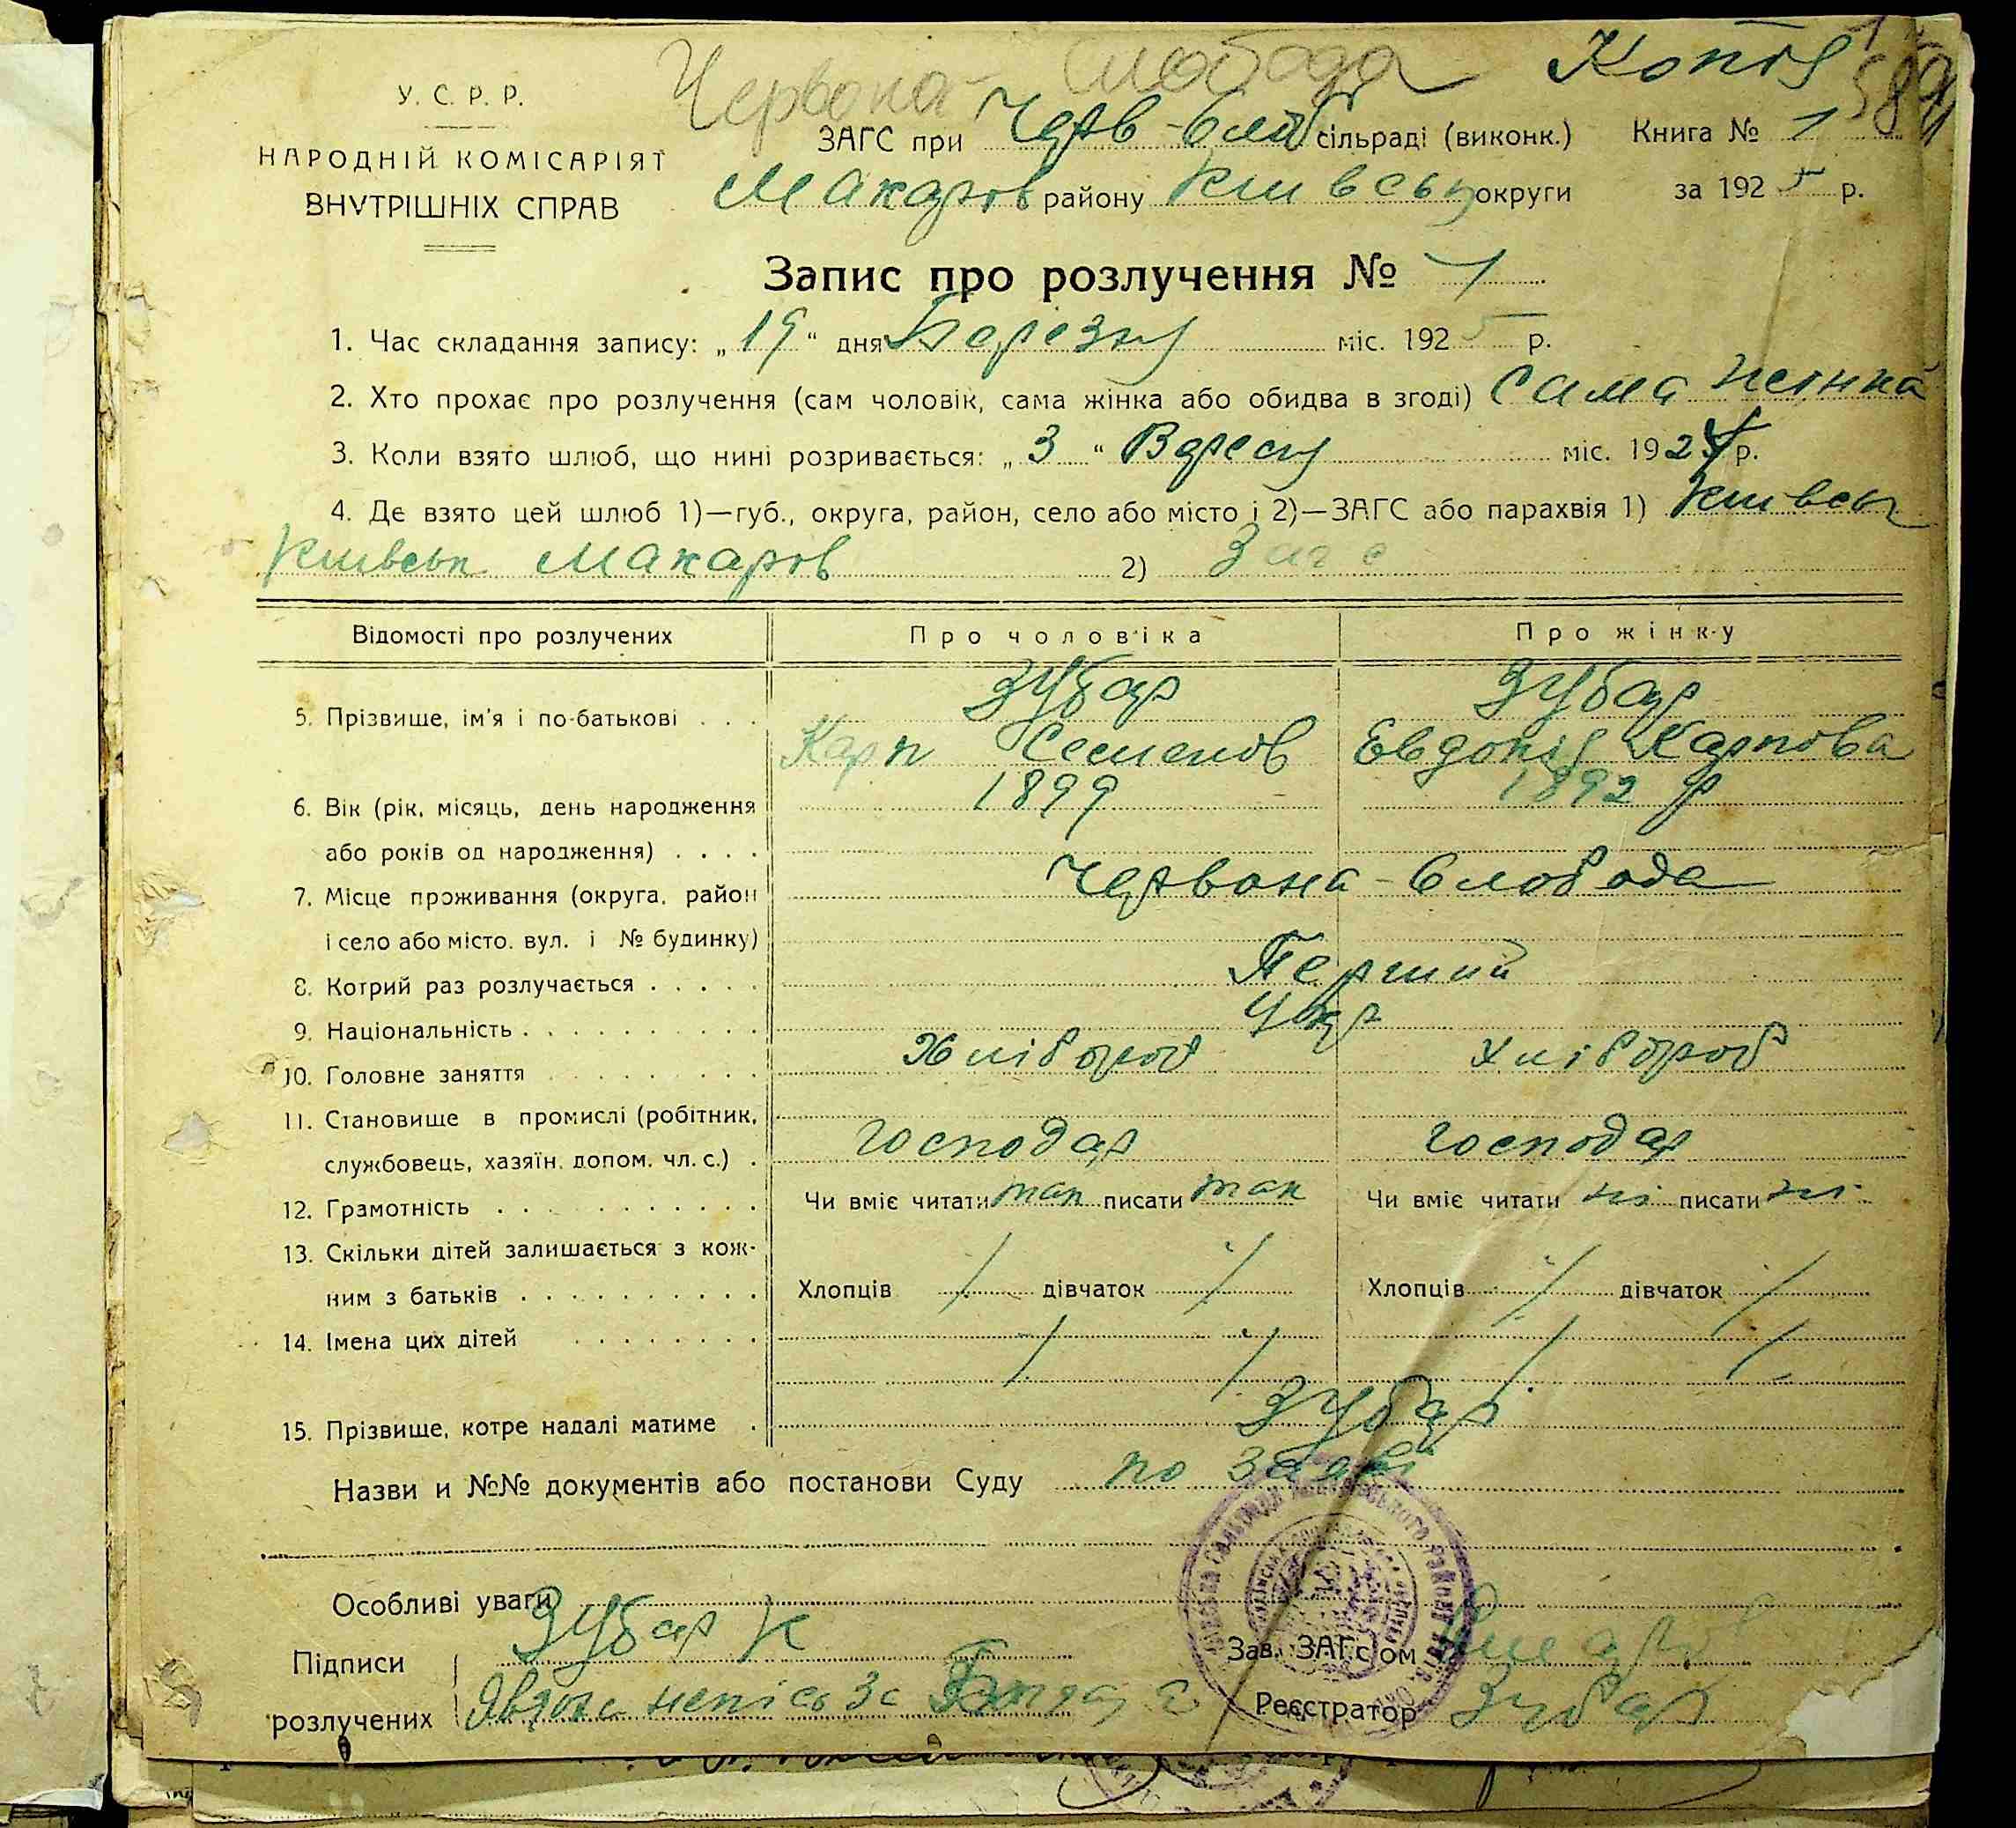 Червона-Слобода Копія
У. С. Р. Р.
НАРОДНІЙ КОМІСАРІЯТ
ВНУТРІШНІХ СПРАВ
ЗАГС при Черв-Слоб сільраді (виконк.) Книга № 1
Макаров району Київськ округи за 1925 р.
Запис про розлучення № 1
1. Час складання запису: „19“ дня Березня міс. 1925 р.
2. Хто прохає про розлучення (сам чоловік, сама жінка або обидва в згоді) Сама жінка
3. Коли взято шлюб, що нині розривається: „3“ Вересня міс. 1924 р.
4. Де взято цей шлюб 1)—губ., округа, район, село або місто і 2)—ЗАГС або парахвія 1) Київськ
Київськ Макаров 2) Загс
Відомості про розлучених Про чоловіка Про жінку
5. Прізвище, ім'я і по-батькові . . . Зубар Зубар
Карп Семенов Евдокія Карпова
6. Вік (рік, місяць, день народження 1899 1892 р
або років од народження) . . . .
7. Місце проживання (округа, район Червона-Слобода
і село або місто, вул. і № будинку)
8. Котрий раз розлучається . . . . . Перший
9. Національність . . . . . . . . . . Укр
10. Головне заняття . . . . . . . . . Хлібороб Хлібороб
11. Становище в промислі (робітник,
службовець, хазяїн, допом. чл. с.) . господар господар
12. Грамотність . . . . . . . . . . . Чи вміє читати так писати так Чи вміє читати ні писати ні
13. Скільки дітей залишається з кож-
ним з батьків . . . . . . . . . . Хлопців / дівчаток / Хлопців / дівчаток /
14. Імена цих дітей . . . . . . . / / / /
15. Прізвище, котре надалі матиме . Зубар
Назви и №№ документів або постанови Суду по заяві
Особливі уваги
Підписи Зубар К Зав. ЗАГс'ом
розлучених Реєстратор Зубар